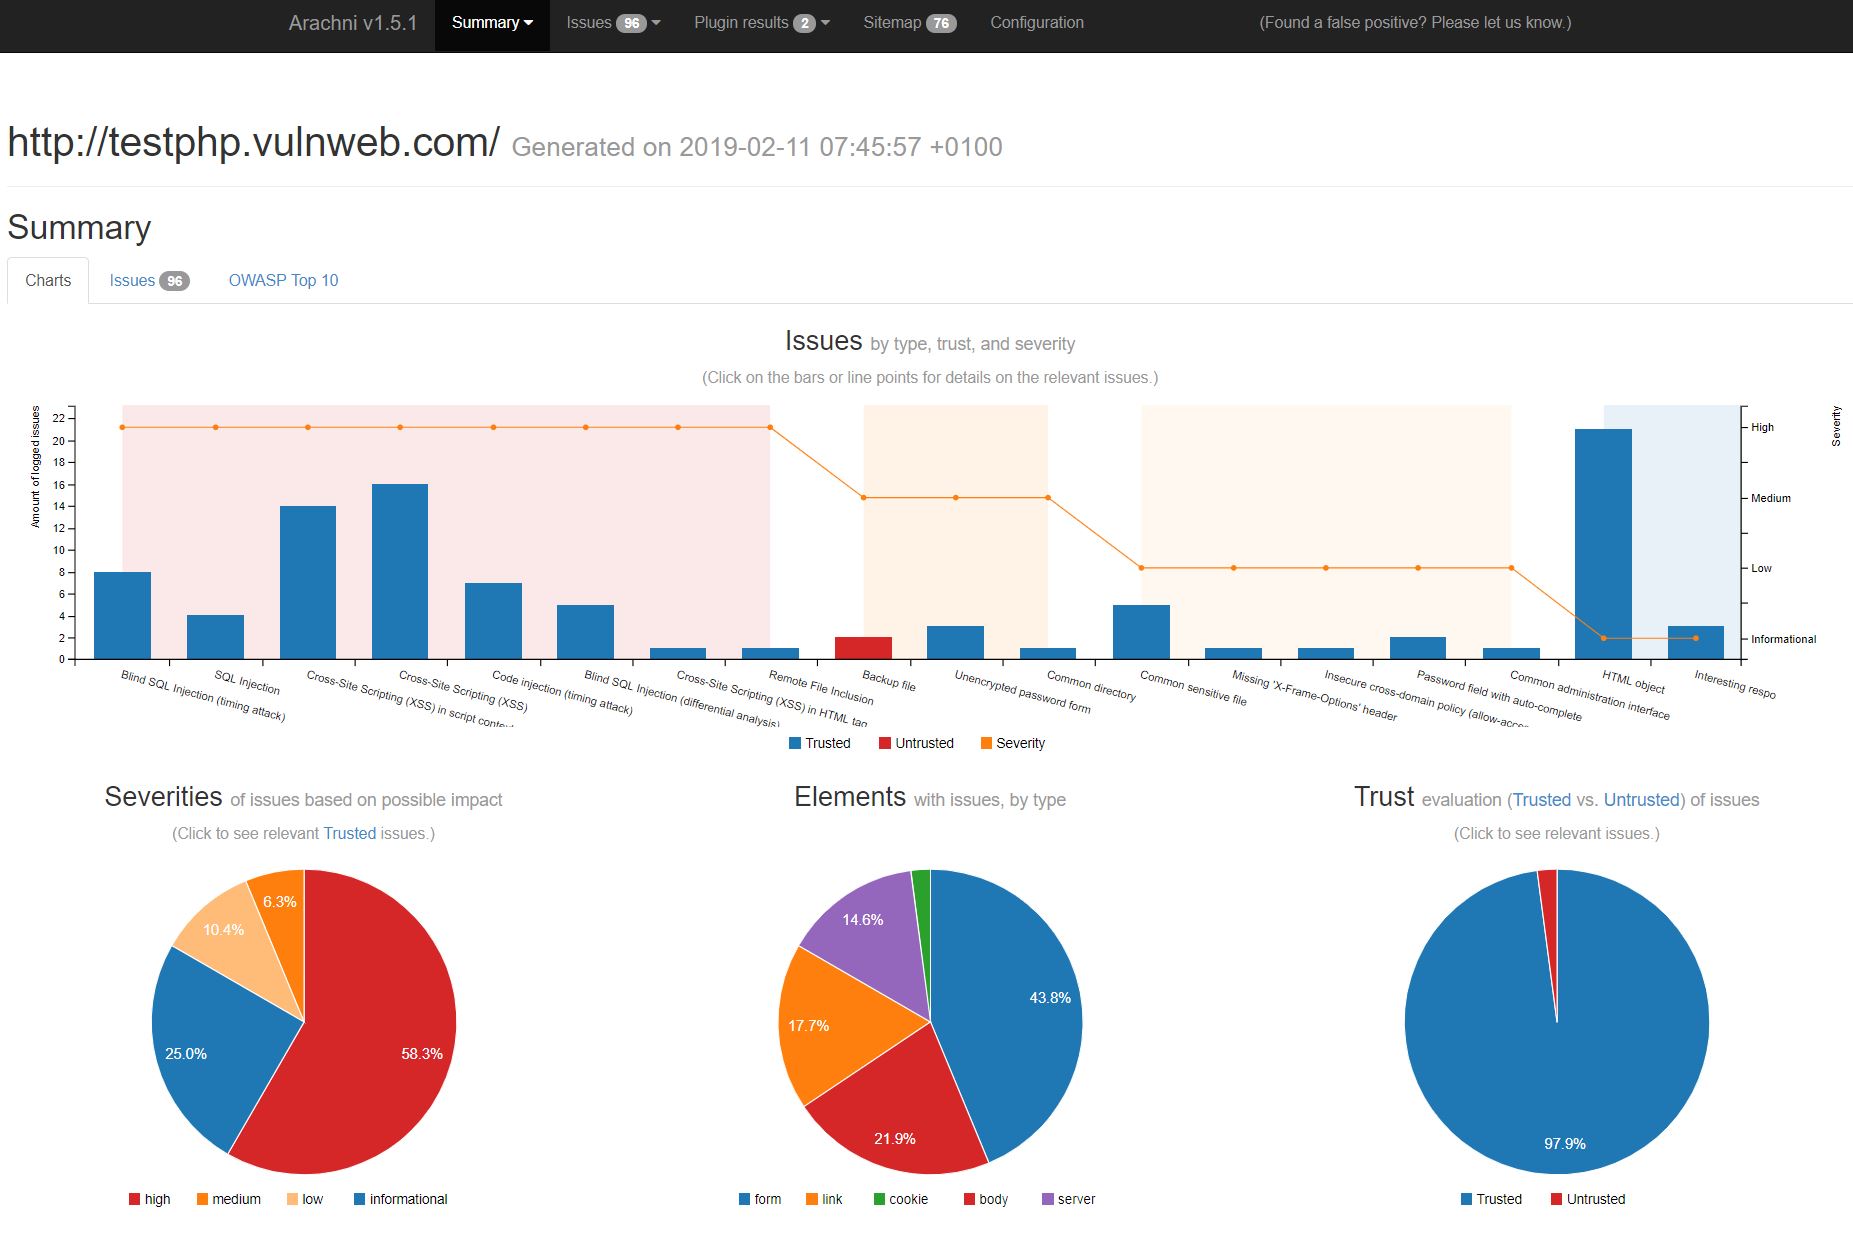 Arachni v1.5.1 Summary Issues 96 Plugin results 2 Sitemap 76 Configuration (Found a false positive? Please let us know.)
http://testphp.vulnweb.com/ Generated on 2019-02-11 07:45:57 +0100
Summary
Charts Issues 96 OWASP Top 10
Issues by type, trust, and severity
(Click on the bars or line points for details on the relevant issues.)
Amount of logged issues
22
20
18
16
14
12
10
8
6
4
2
0
Severity
High
Medium
Low
Informational
Blind SQL Injection (timing attack)
SQL Injection
Cross-Site Scripting (XSS) in script
Cross-Site Scripting (XSS)
Code injection (timing attack)
Blind SQL Injection (differential analysis)
Cross-Site Scripting (XSS) in HTML tag
Remote File Inclusion
Backup file
Unencrypted password form
Common directory
Common sensitive file
Missing 'X-Frame-Options' header
Insecure cross-domain policy
Password field with auto-complete
Common administration interface
HTML object
Interesting respo
Trusted Untrusted Severity
Severities of issues based on possible impact
(Click to see relevant Trusted issues.)
6.3%
10.4%
25.0%
58.3%
high medium low informational
Elements with issues, by type
14.6%
43.8%
17.7%
21.9%
form link cookie body server
Trust evaluation (Trusted vs. Untrusted) of issues
(Click to see relevant issues.)
97.9%
Trusted Untrusted